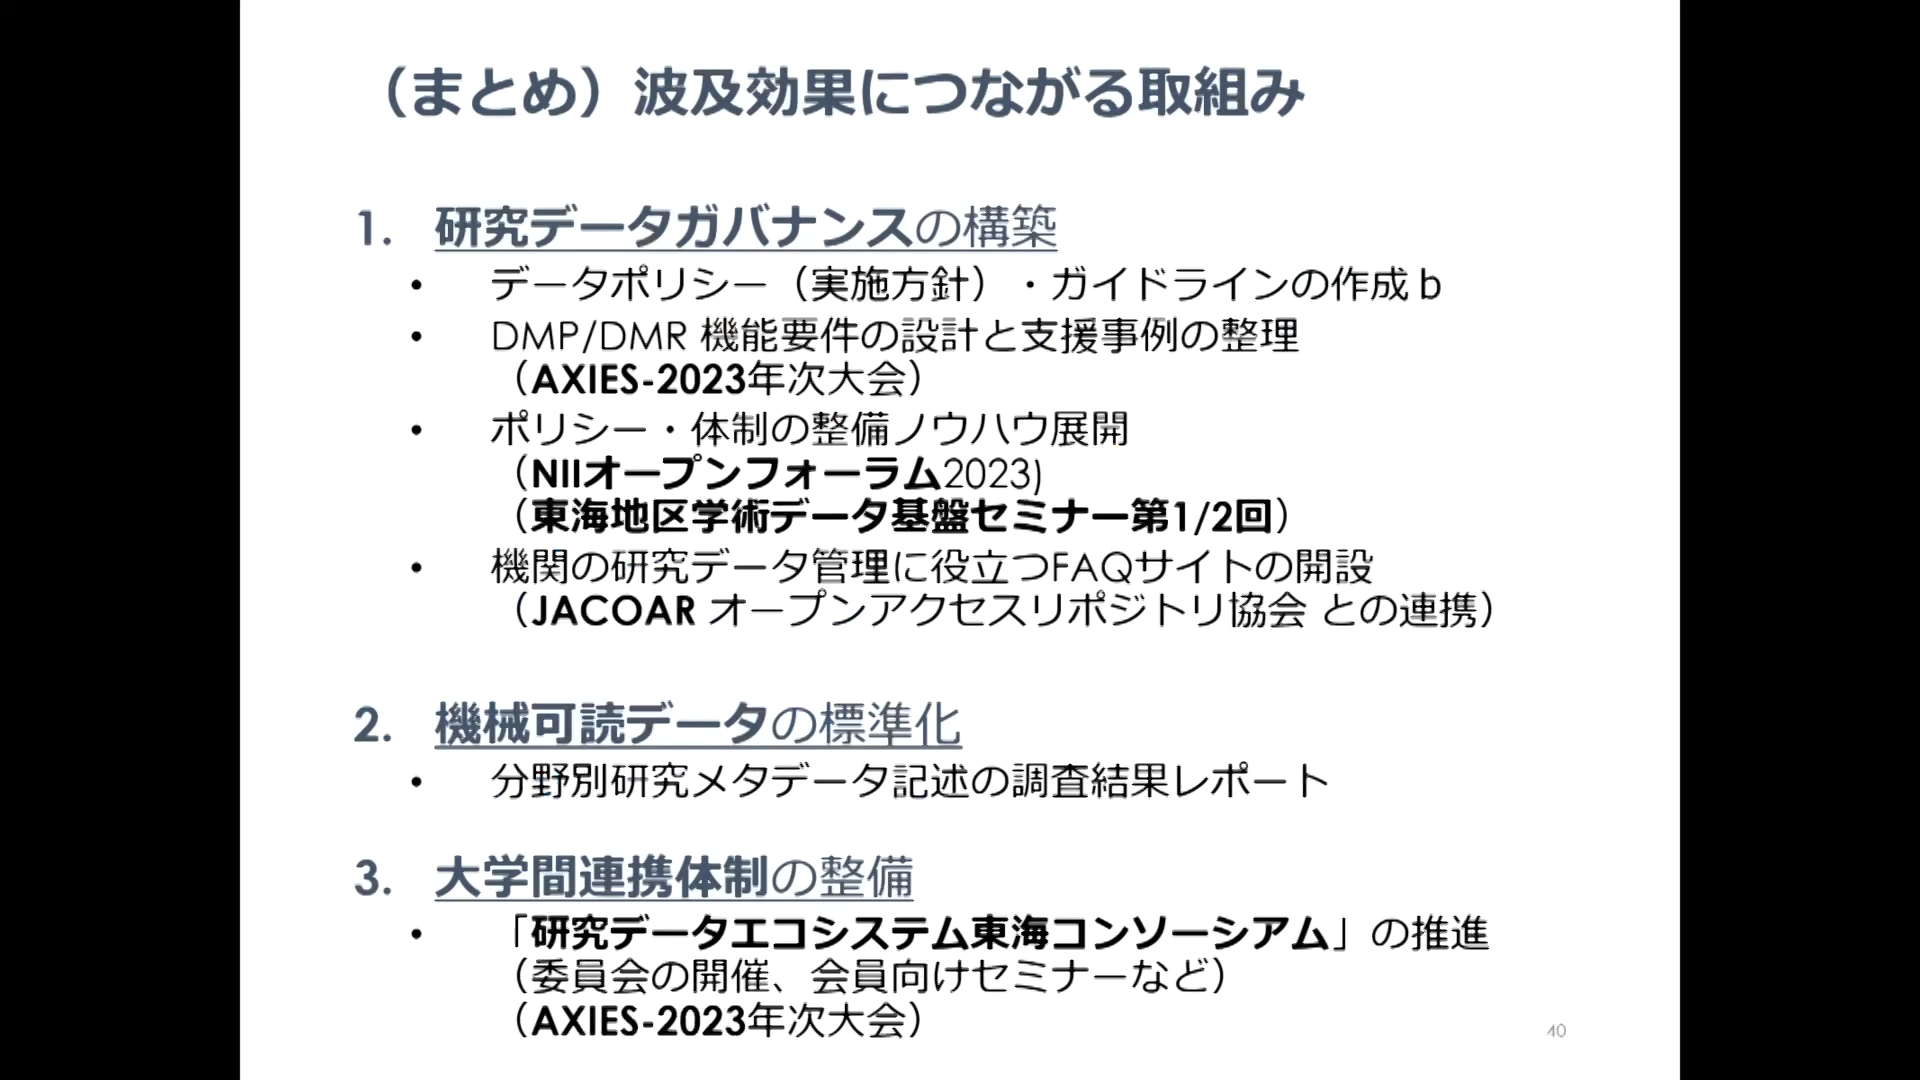 （まとめ）波及効果につながる取組み
1. 研究データガバナンスの構築
• データポリシー（実施方針）・ガイドラインの作成b
• DMP/DMR 機能要件の設計と支援事例の整理
（AXIES-2023年次大会）
• ポリシー・体制の整備ノウハウ展開
（NIIオープンフォーラム2023)
（東海地区学術データ基盤セミナー第1/2回）
• 機関の研究データ管理に役立つFAQサイトの開設
（JACOAR オープンアクセスリポジトリ協会 との連携）
2. 機械可読データの標準化
• 分野別研究メタデータ記述の調査結果レポート
3. 大学間連携体制の整備
• 「研究データエコシステム東海コンソーシアム」の推進
（委員会の開催、会員向けセミナーなど）
（AXIES-2023年次大会）
40